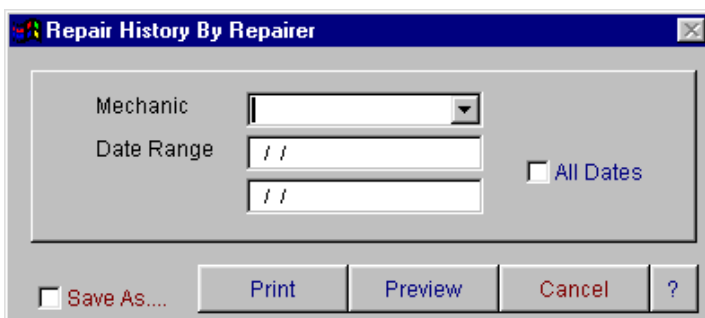 Repair History By Repairer
Mechanic
Date Range / /
All Dates
/ /
Save As.... Print Preview Cancel ?